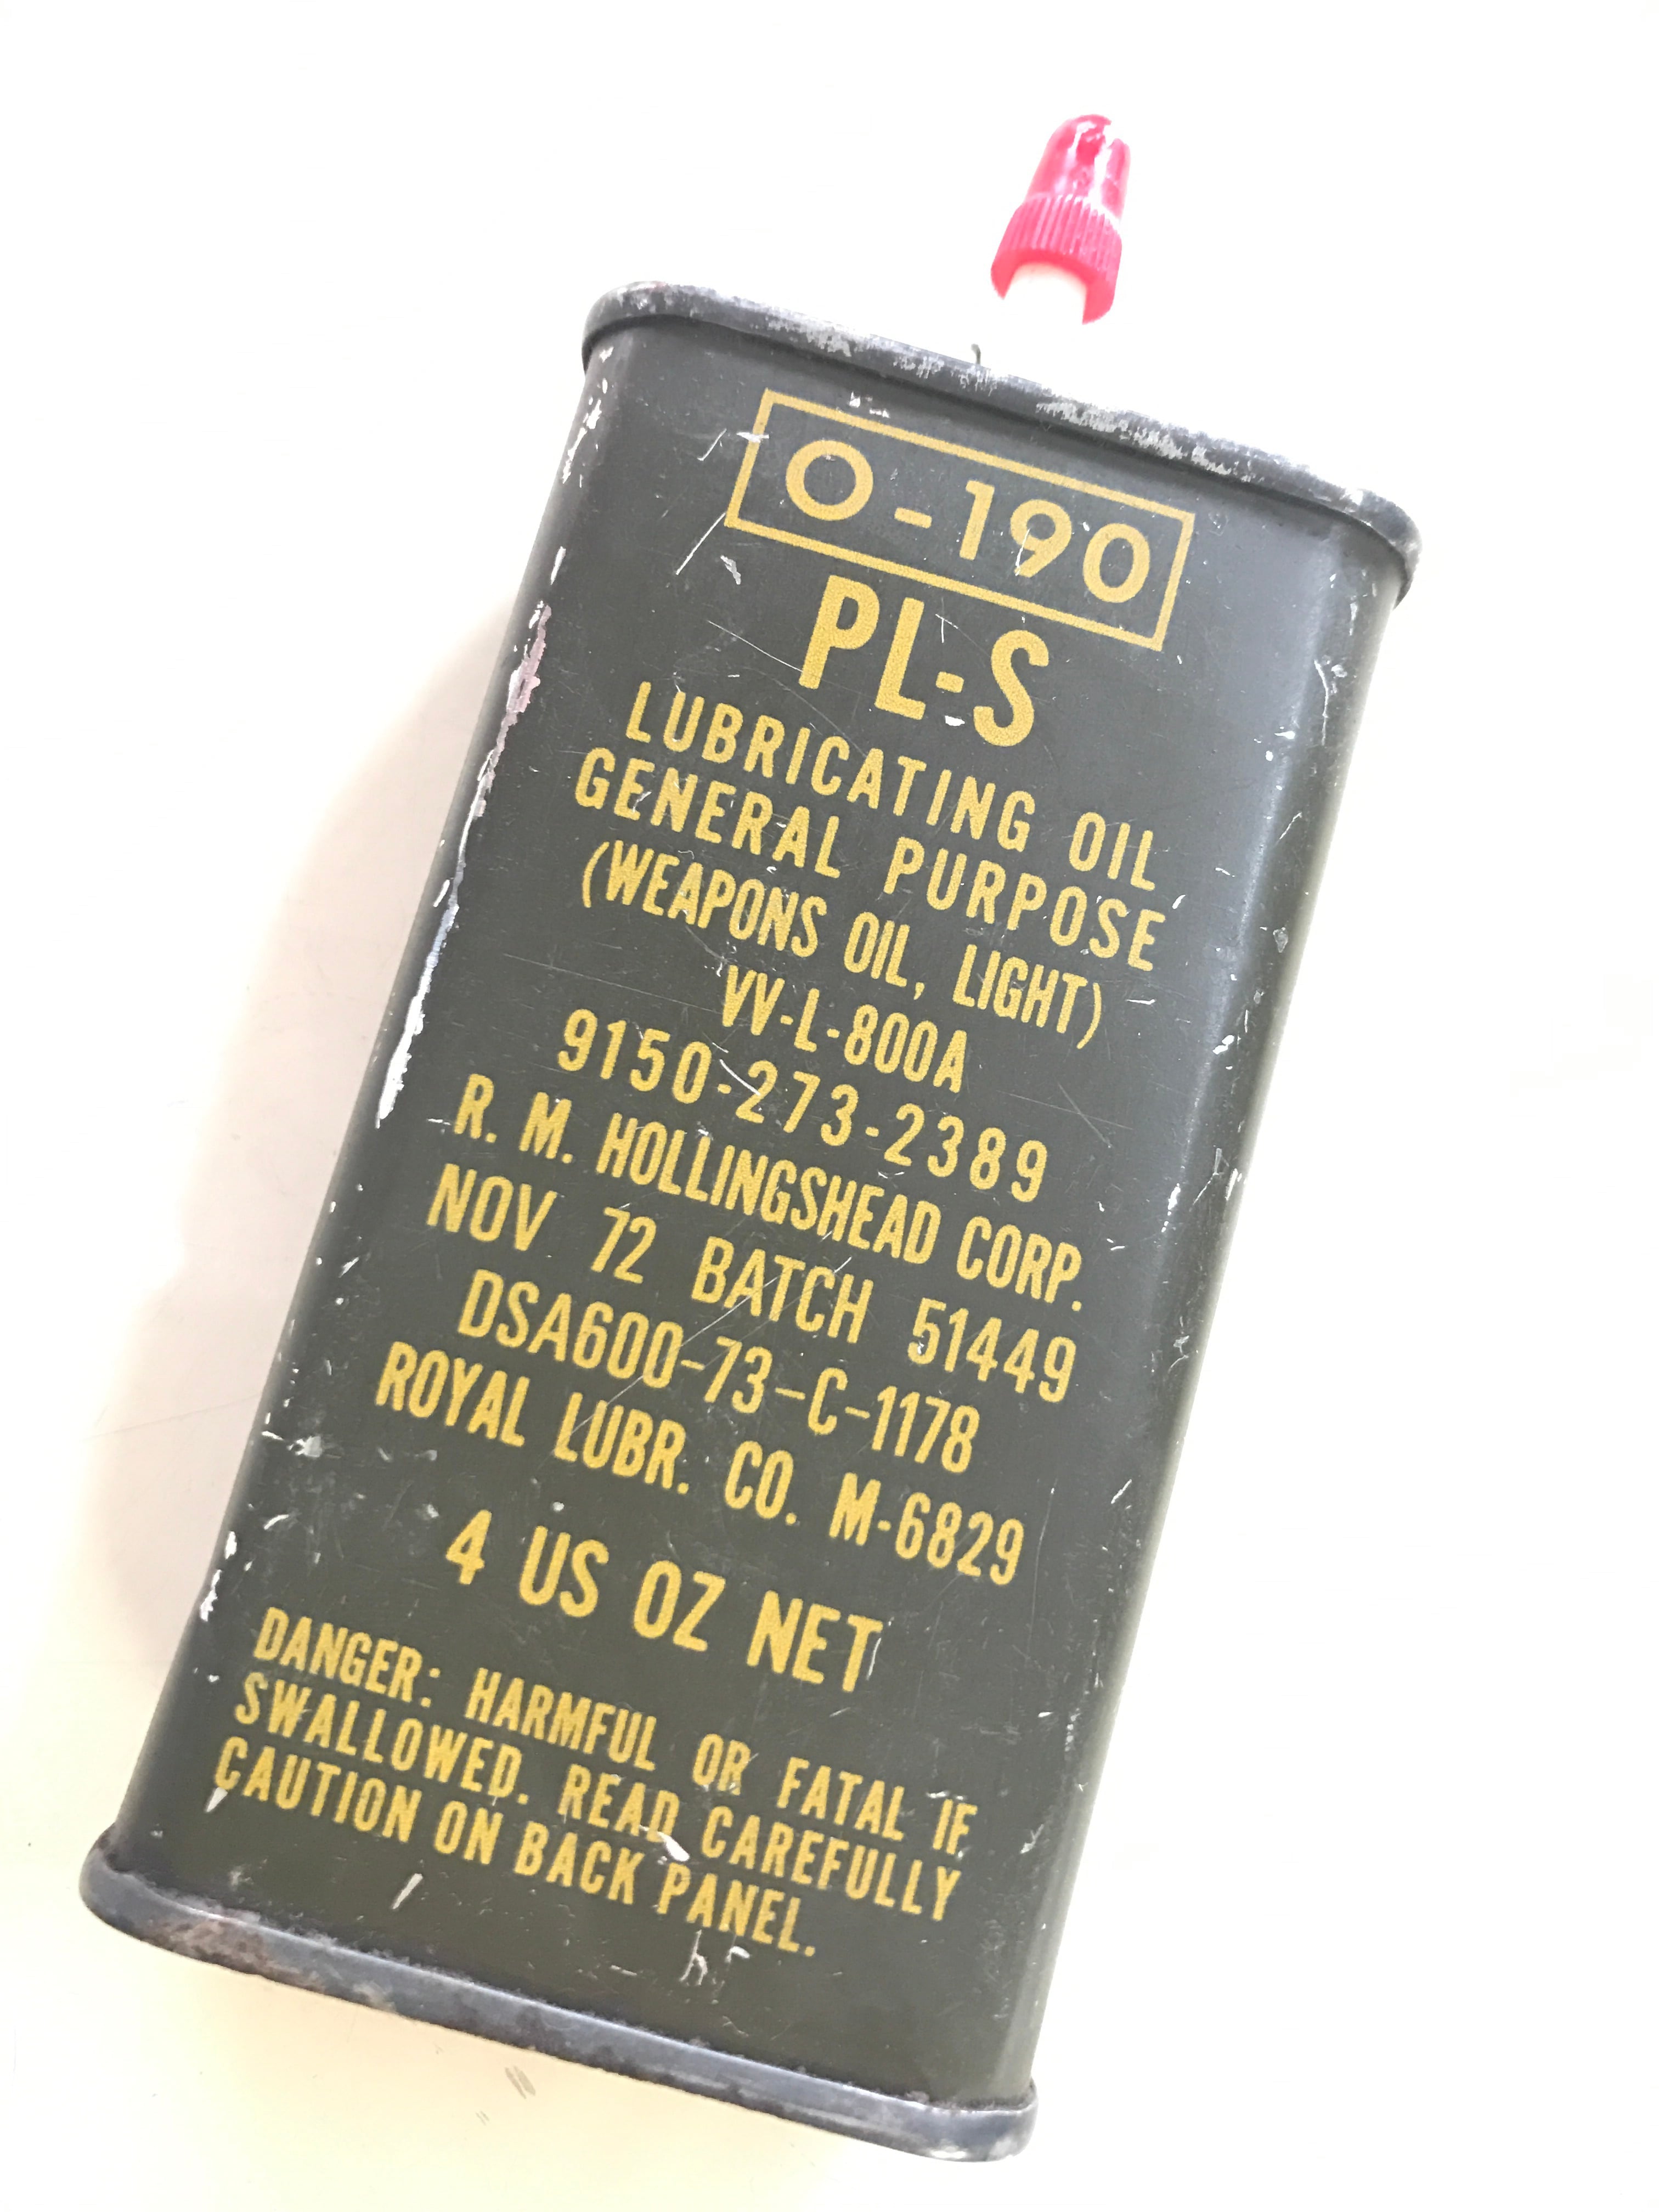 O-190
PL-S
LUBRICATING OIL
GENERAL PURPOSE
(WEAPONS OIL, LIGHT)
VV-L-800A
9150-273-2389
R. M. HOLLINGSHEAD CORP.
NOV 72 BATCH 51449
DSA600-73-C-1178
ROYAL LUBR. CO. M-6829
4 US OZ NET
DANGER: HARMFUL OR FATAL IF
SWALLOWED. READ CAREFULLY
CAUTION ON BACK PANEL.